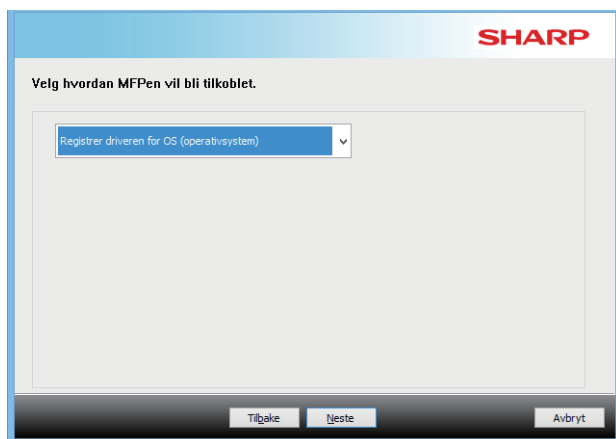 SHARP
Velg hvordan MFPen vil bli tilkoblet.
Registrer driveren for OS (operativsystem)
Tilbake
Neste
Avbryt